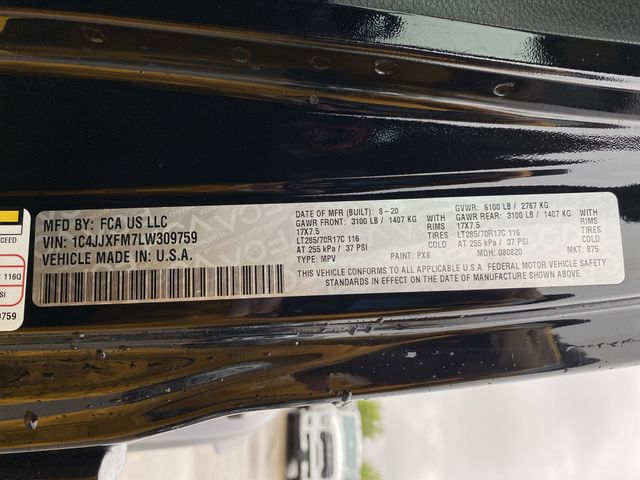 MFD BY: FCA US LLC
VIN: 1C4JJXFM7LW309759
VEHICLE MADE IN U.S.A.
DATE OF MFR (BUILT): 8-20
GVWR: 6100 LB / 2767 KG
GAWR FRONT: 3100 LB / 1407 KG WITH
GAWR REAR: 3100 LB / 1407 KG WITH
17X7.5 RIMS
17X7.5 RIMS
LT285/70R17C 116 TIRES
LT285/70R17C 116 TIRES
AT 255 kPa / 37 PSI
AT 255 kPa / 37 PSI
TYPE: MPV PAINT: PX8 MDH: 080820 MKT: 875
THIS VEHICLE CONFORMS TO ALL APPLICABLE U.S.A. FEDERAL MOTOR VEHICLE SAFETY
STANDARDS IN EFFECT ON THE DATE OF MANUFACTURE SHOWN ABOVE.
116Q